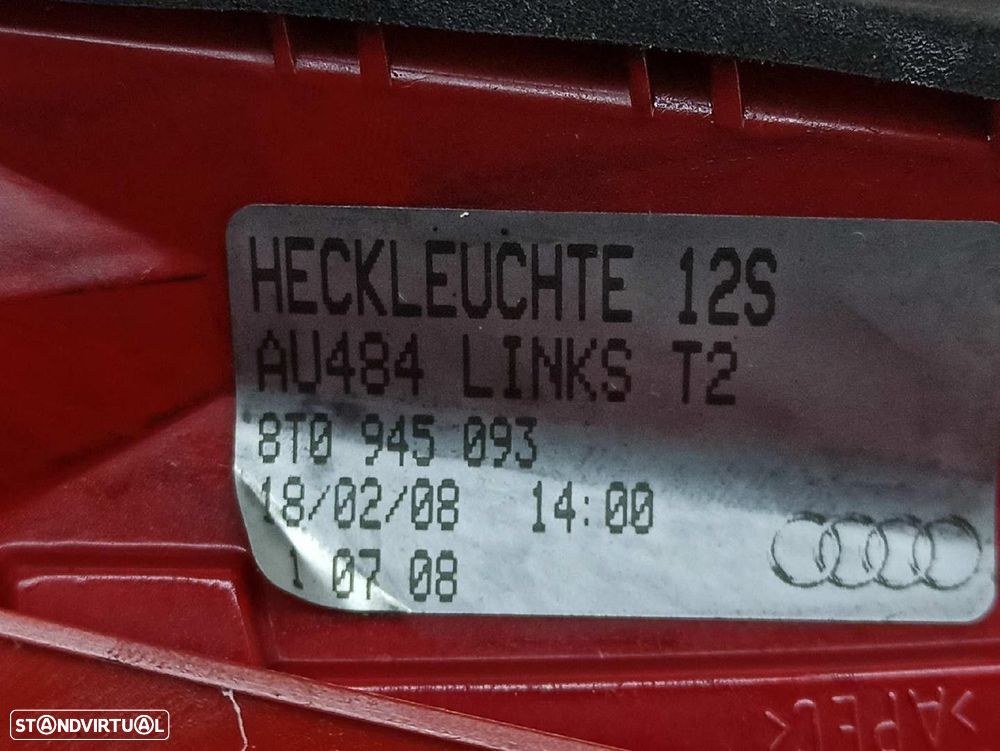 HECKLEUCHTE 12S
AU484 LINKS T2
8T0 945 093
18/02/08 14:00
1 07 08
STANDVIRTUAL